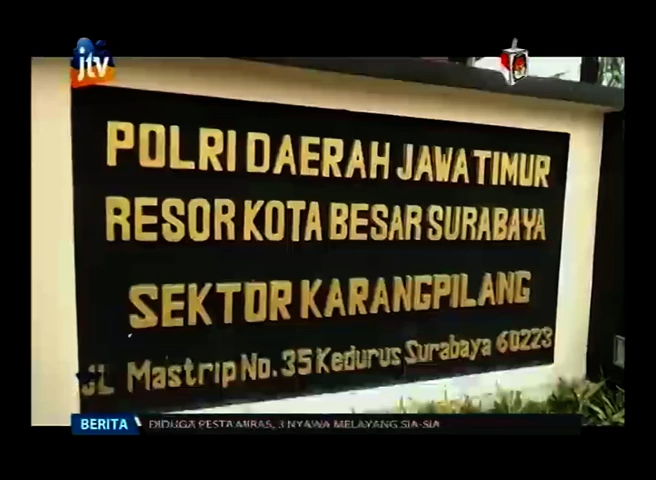 jtv
POLRI DAERAH JAWA TIMUR
RESOR KOTA BESAR SURABAYA
SEKTOR KARANGPILANG
JL Mastrip No. 35 Kedurus Surabaya 60223
BERITA DIDUGA PESTA MIRAS, 3 NYAWA MELAYANG SIA-SIA